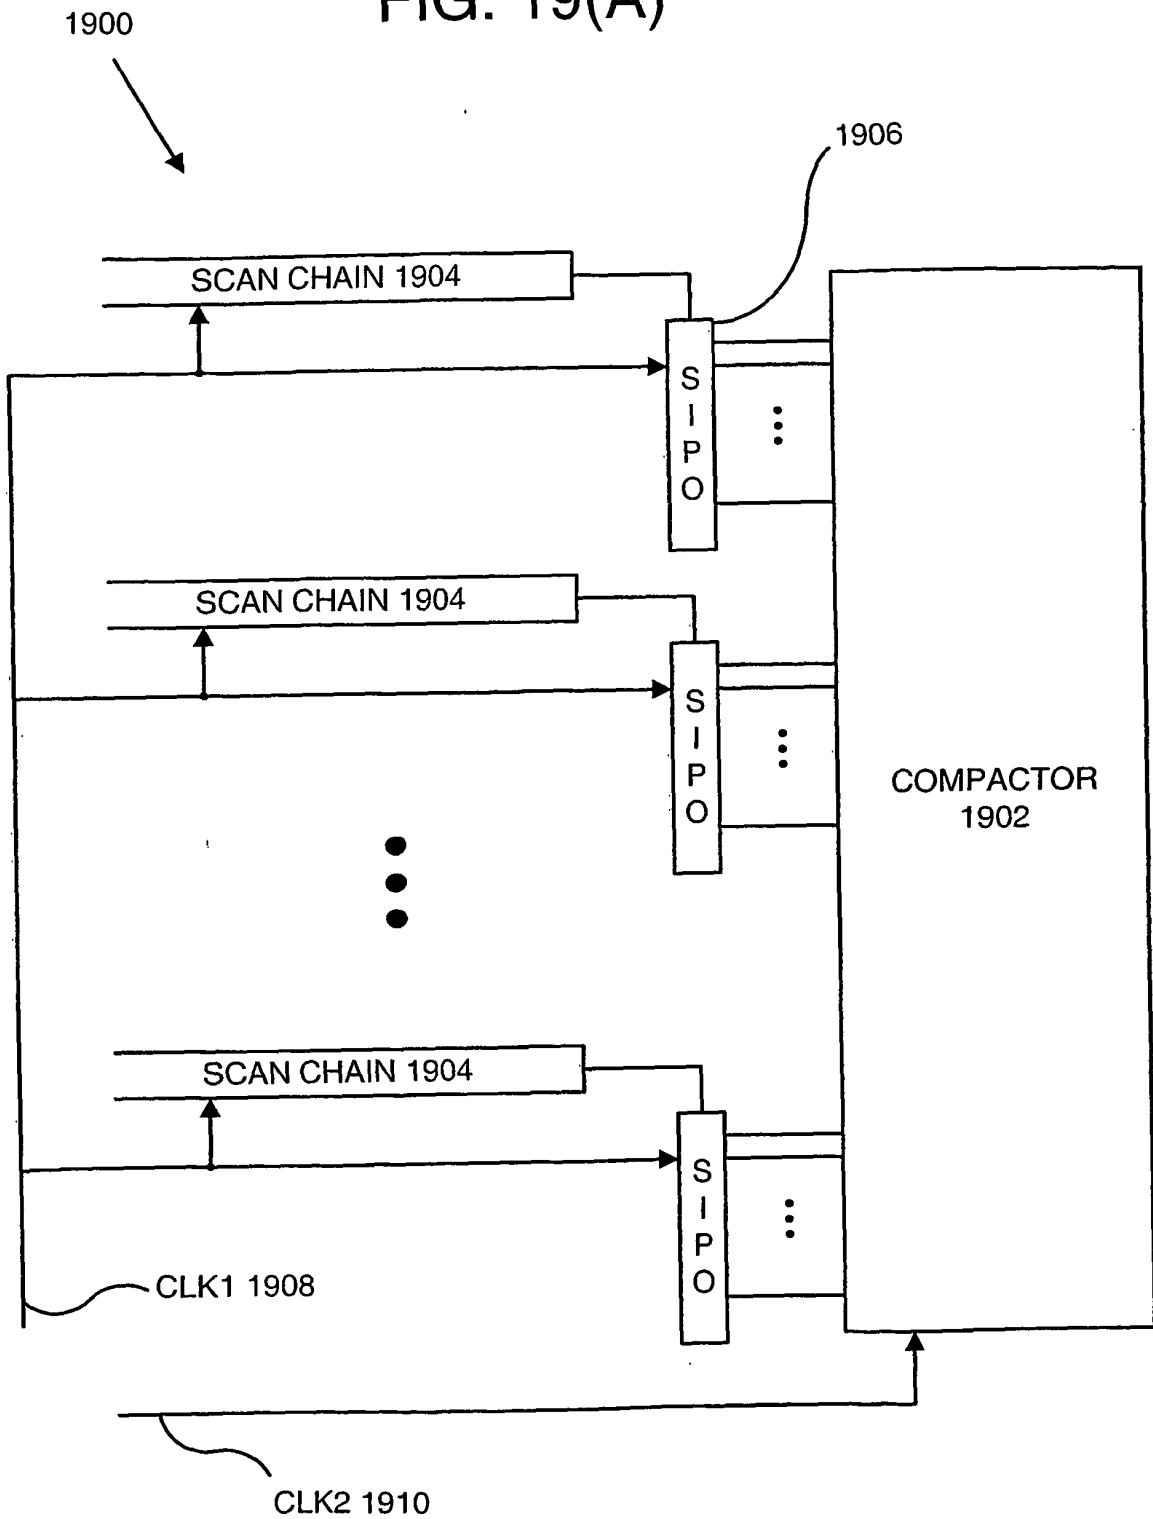 FIG. 19(A)
1900
1906
SCAN CHAIN 1904
S
I
P
O
SCAN CHAIN 1904
S
I
P
O
COMPACTOR
1902
SCAN CHAIN 1904
S
I
P
O
CLK1 1908
CLK2 1910